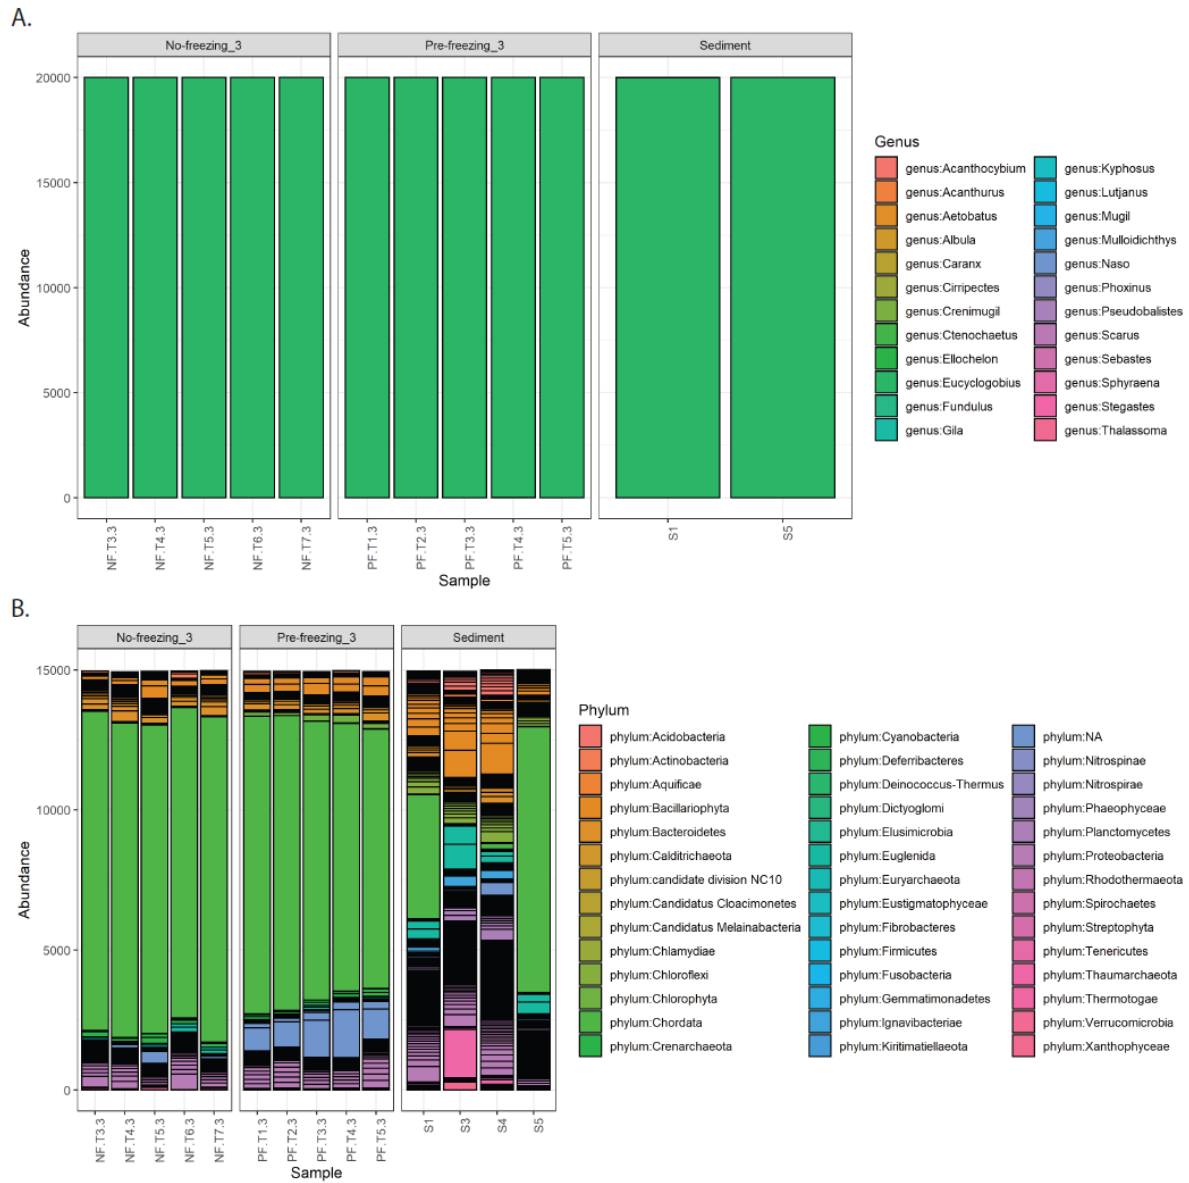 A.
No-freezing_3 Pre-freezing_3 Sediment
20000
15000
10000
5000
0
Abundance
NF.T3.3 NF.T4.3 NF.T5.3 NF.T6.3 NF.T7.3 PF.T1.3 PF.T2.3 PF.T3.3 PF.T4.3 PF.T5.3 S1 S5
Sample
Genus
genus:Acanthocybium genus:Kyphosus
genus:Acanthurus genus:Lutjanus
genus:Aetobatus genus:Mugil
genus:Albula genus:Mulloidichthys
genus:Caranx genus:Naso
genus:Cirripectes genus:Phoxinus
genus:Crenimugil genus:Pseudobalistes
genus:Ctenochaetus genus:Scarus
genus:Ellochelon genus:Sebastes
genus:Eucyclogobius genus:Sphyraena
genus:Fundulus genus:Stegastes
genus:Gila genus:Thalassoma
B.
No-freezing_3 Pre-freezing_3 Sediment
15000
10000
5000
0
Abundance
NF.T3.3 NF.T4.3 NF.T5.3 NF.T6.3 NF.T7.3 PF.T1.3 PF.T2.3 PF.T3.3 PF.T4.3 PF.T5.3 S1 S3 S4 S5
Sample
Phylum
phylum:Acidobacteria phylum:Cyanobacteria phylum:NA
phylum:Actinobacteria phylum:Deferribacteres phylum:Nitrospinae
phylum:Aquificae phylum:Deinococcus-Thermus phylum:Nitrospirae
phylum:Bacillariophyta phylum:Dictyoglomi phylum:Phaeophyceae
phylum:Bacteroidetes phylum:Elusimicrobia phylum:Planctomycetes
phylum:Calditrichaeota phylum:Euglenida phylum:Proteobacteria
phylum:candidate division NC10 phylum:Euryarchaeota phylum:Rhodothermaeota
phylum:Candidatus Cloacimonetes phylum:Eustigmatophyceae phylum:Spirochaetes
phylum:Candidatus Melainabacteria phylum:Fibrobacteres phylum:Streptophyta
phylum:Chlamydiae phylum:Firmicutes phylum:Tenericutes
phylum:Chloroflexi phylum:Fusobacteria phylum:Thaumarchaeota
phylum:Chlorophyta phylum:Gemmatimonadetes phylum:Thermotogae
phylum:Chordata phylum:Ignavibacteriae phylum:Verrucomicrobia
phylum:Crenarchaeota phylum:Kiritimatiellaeota phylum:Xanthophyceae